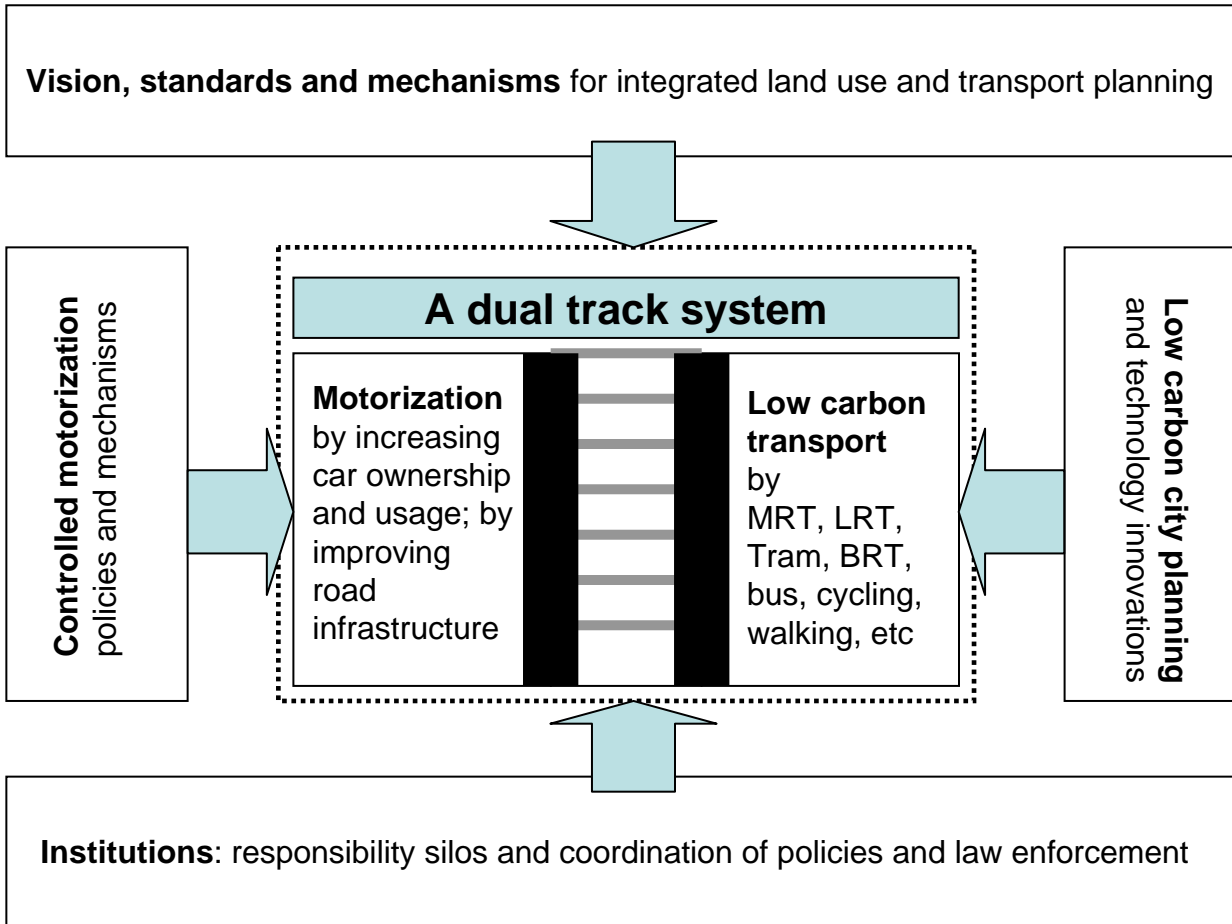 Vision, standards and mechanisms for integrated land use and transport planning
Controlled motorization
policies and mechanisms
A dual track system
Motorization
by increasing
car ownership
and usage; by
improving
road
infrastructure
Low carbon
transport
by
MRT, LRT,
Tram, BRT,
bus, cycling,
walking, etc
Low carbon city planning
and technology innovations
Institutions: responsibility silos and coordination of policies and law enforcement